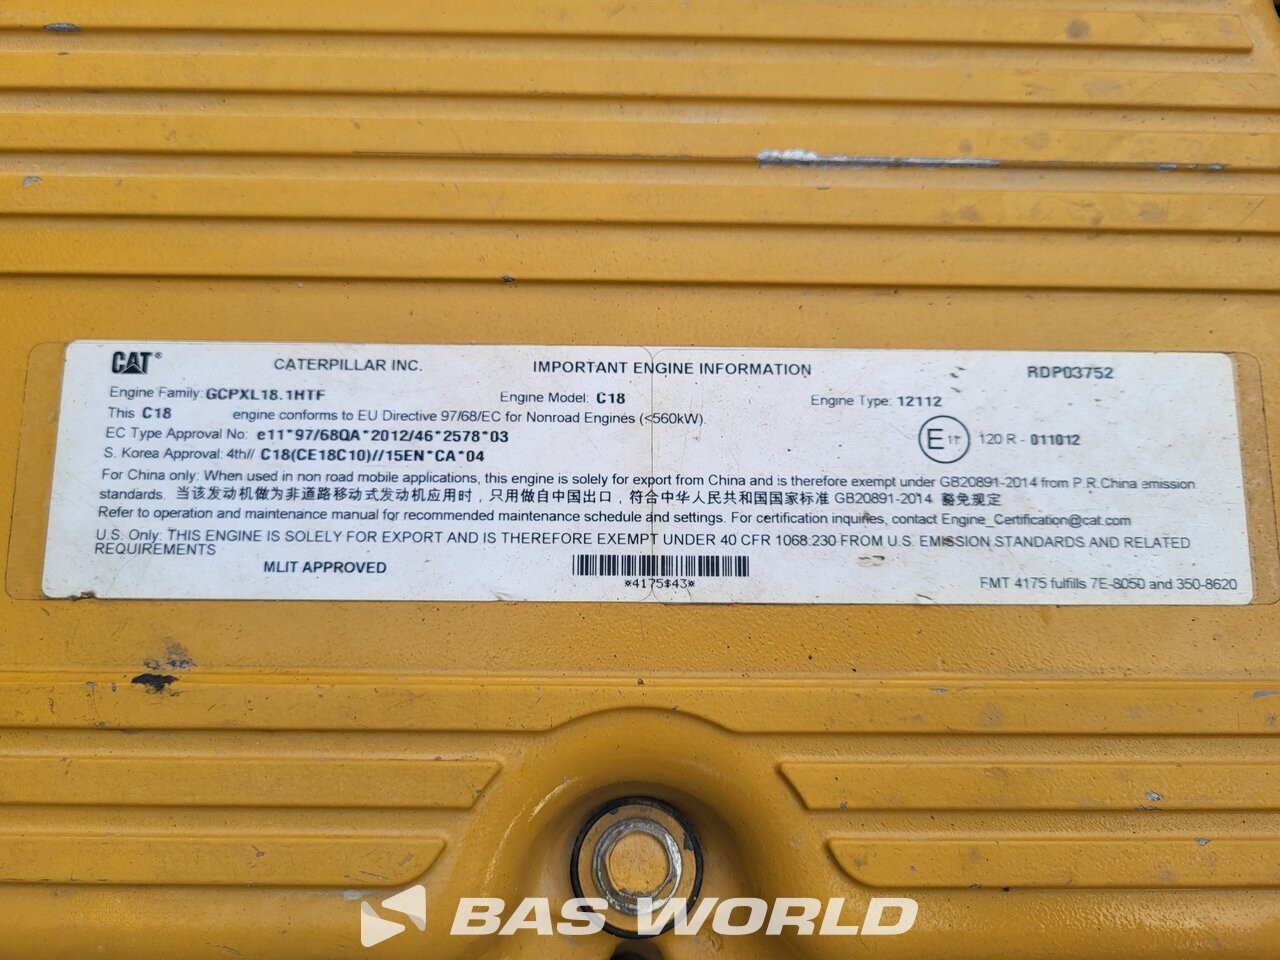 CAT® CATERPILLAR INC. IMPORTANT ENGINE INFORMATION RDP03752
Engine Family: GCPXL18.1HTF Engine Model: C18 Engine Type: 12112
This C18 engine conforms to EU Directive 97/68/EC for Nonroad Engines (<560kW).
EC Type Approval No: e11*97/68QA*2012/46*2578*03
E 11 120 R - 011012
S. Korea Approval: 4th// C18(CE18C10)//15EN*CA*04
For China only: When used in non road mobile applications, this engine is solely for export from China and is therefore exempt under GB20891-2014 from P.R.China emission
standards. 当该发动机做为非道路移动式发动机应用时，只用做自中国出口，符合中华人民共和国国家标准 GB20891-2014 豁免规定
Refer to operation and maintenance manual for recommended maintenance schedule and settings. For certification inquiries, contact Engine_Certification@cat.com
U.S. Only: THIS ENGINE IS SOLELY FOR EXPORT AND IS THEREFORE EXEMPT UNDER 40 CFR 1068.230 FROM U.S. EMISSION STANDARDS AND RELATED
REQUIREMENTS
MLIT APPROVED
*4175$43*
FMT 4175 fulfills 7E-8050 and 350-8620
BAS WORLD